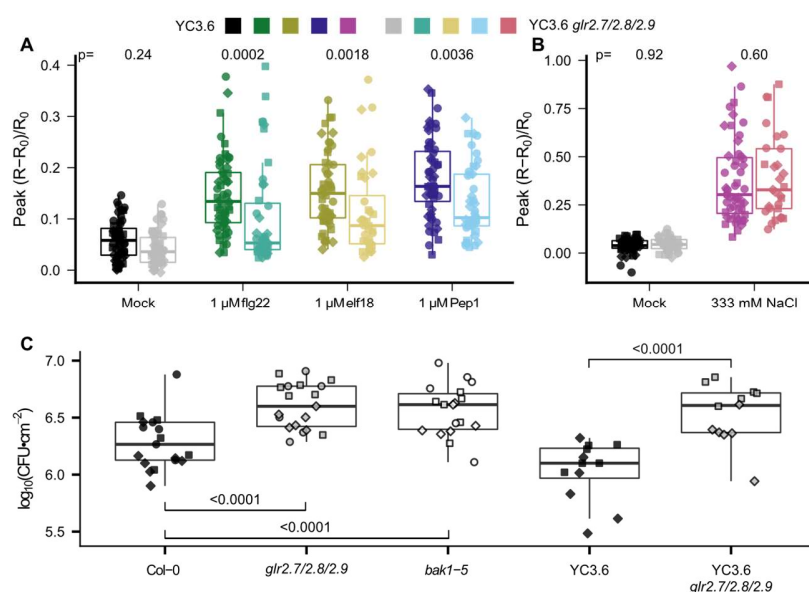 YC3.6 YC3.6 glr2.7/2.8/2.9
A B
p= 0.24 0.0002 0.0018 0.0036
p= 0.92 0.60
Peak (R−R0)/R0
0.4
0.3
0.2
0.1
0.0
Mock 1 µM flg22 1 µM elf18 1 µM Pep1
Peak (R−R0)/R0
1.00
0.75
0.50
0.25
0.00
Mock 333 mM NaCl
C
log10(CFU•cm−2)
7.0
6.5
6.0
5.5
<0.0001
<0.0001
<0.0001
Col−0 glr2.7/2.8/2.9 bak1−5 YC3.6 YC3.6
glr2.7/2.8/2.9